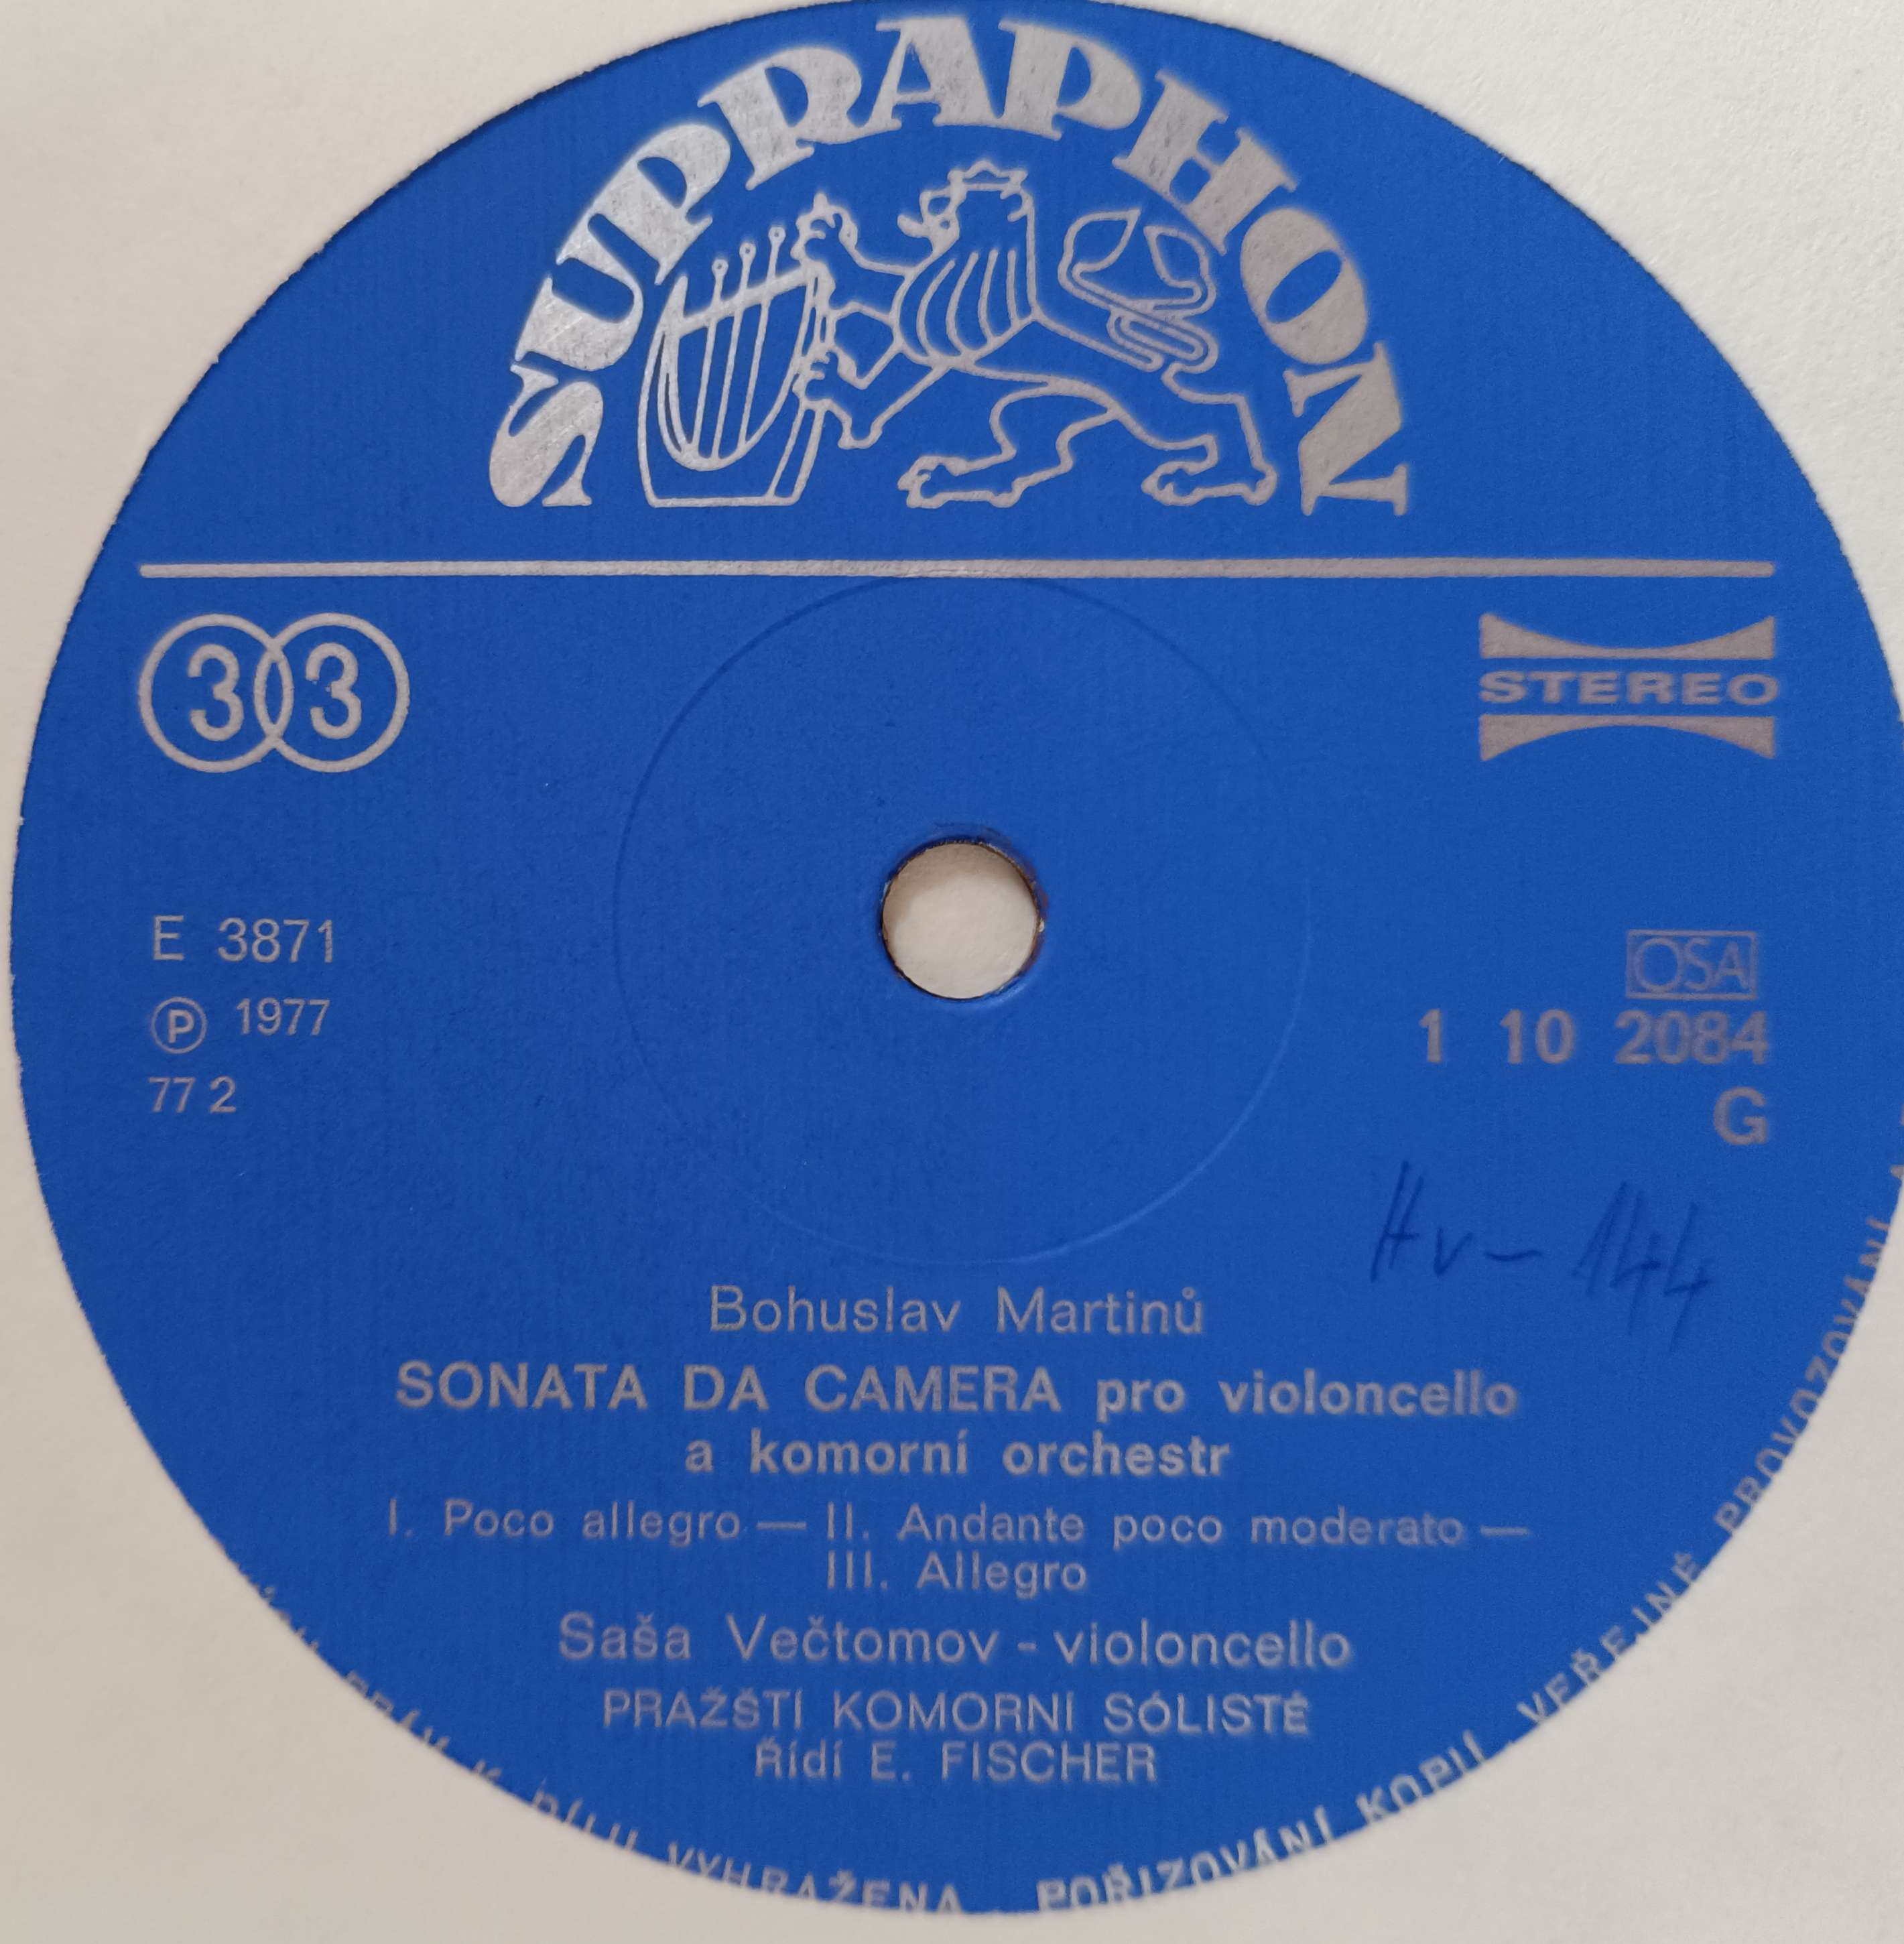 SUPRAPHON
33
STEREO
E 3871
Ⓟ 1977
77 2
OSA
1 10 2084
G
Hv - 144
Bohuslav Martinů
SONATA DA CAMERA pro violoncello
a komorní orchestr
I. Poco allegro — II. Andante poco moderato —
III. Allegro
Saša Večtomov - violoncello
PRAŽŠTÍ KOMORNÍ SÓLISTÉ
Řídí E. FISCHER
PRÁV K DÍLU VYHRAŽENA. POŘIZOVÁNÍ KOPIÍ, VEŘEJNÉ PROVOZOVÁNÍ A